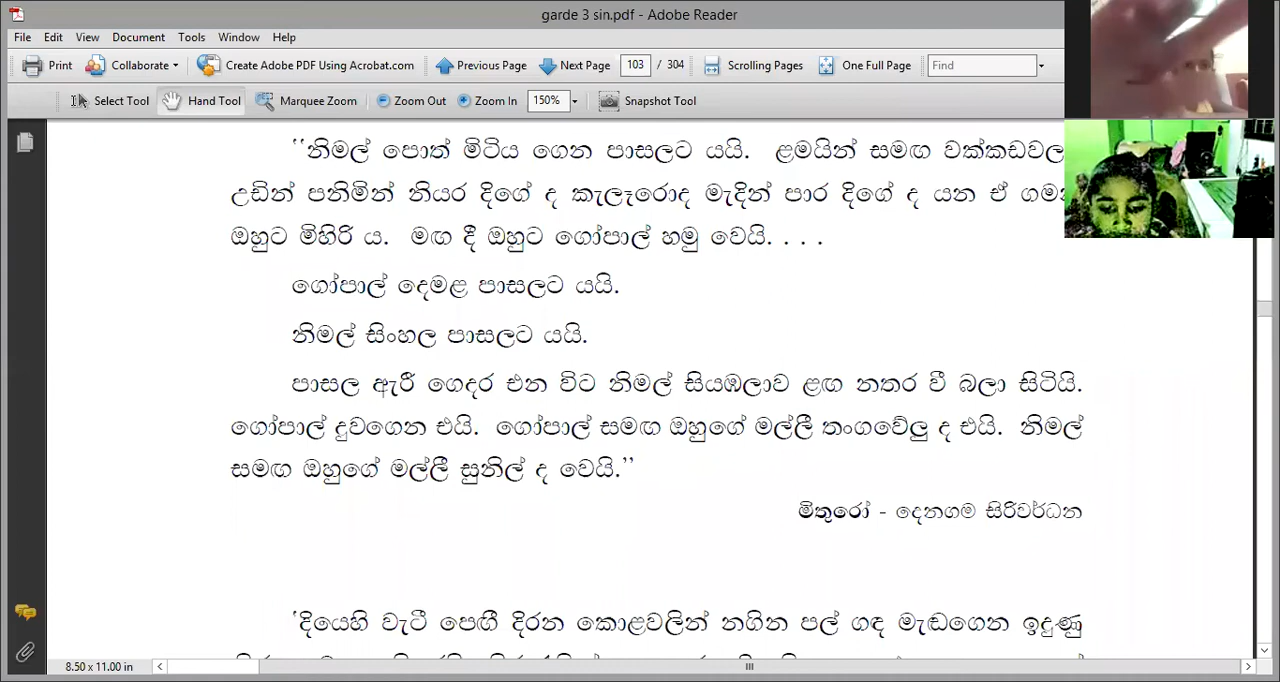 garde 3 sin.pdf - Adobe Reader
File Edit View Document Tools Window Help
Print Collaborate Create Adobe PDF Using Acrobat.com Previous Page Next Page 103 / 304 Scrolling Pages One Full Page Find
Select Tool Hand Tool Marquee Zoom Zoom Out Zoom In 150% Snapshot Tool
‘‘නිමල් පොත් මිටිය ගෙන පාසලට යයි. ළමයින් සමඟ වක්කඩවල
උඩින් පනිමින් නියර දිගේ ද කැලෑරොද මැදින් පාර දිගේ ද යන ඒ
ඔහුට මිහිරි ය. මඟ දී ඔහුට ගෝපාල් හමු වෙයි. . . .
ගෝපාල් දෙමළ පාසලට යයි.
නිමල් සිංහල පාසලට යයි.
පාසල ඇරී ගෙදර එන විට නිමල් සියඹලාව ළඟ නතර වී බලා සිටියි.
ගෝපාල් දුවගෙන එයි. ගෝපාල් සමඟ ඔහුගේ මල්ලී තංගවේලු ද එයි. නිමල්
සමඟ ඔහුගේ මල්ලී සුනිල් ද වෙයි.’’
මිතුරෝ - දෙනගම සිරිවර්ධන
‘දියෙහි වැටී පෙඟී දිරන කොළවලින් නගින පල් ගඳ මැඬගෙන ඉදුණු
8.50 x 11.00 in